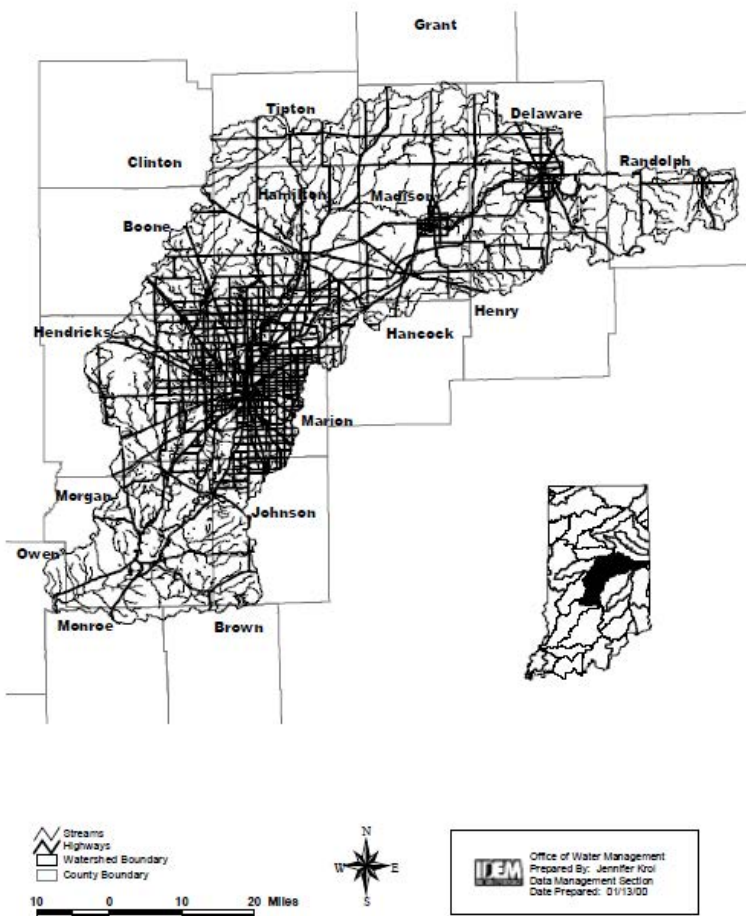 Grant
Tipton
Delaware
Clinton
Randolph
Hamilton
Madison
Boone
Henry
Hendricks
Hancock
Marion
Morgan
Johnson
Owen
Monroe
Brown
Streams
Highways
Watershed Boundary
County Boundary
10 0 10 20 Miles
N
W E
S
IDEM
Office of Water Management
Prepared By: Jennifer Krol
Data Management Section
Date Prepared: 01/13/00